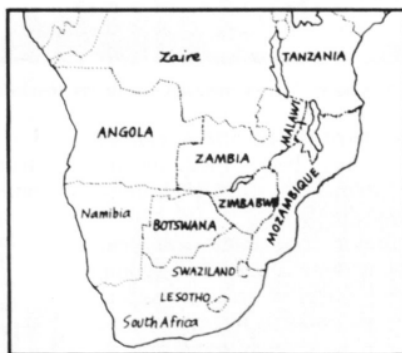 Zaire
TANZANIA
ANGOLA
MALAWI
ZAMBIA
ZIMBABWE
MOZAMBIQUE
Namibia
BOTSWANA
SWAZILAND
LESOTHO
South Africa